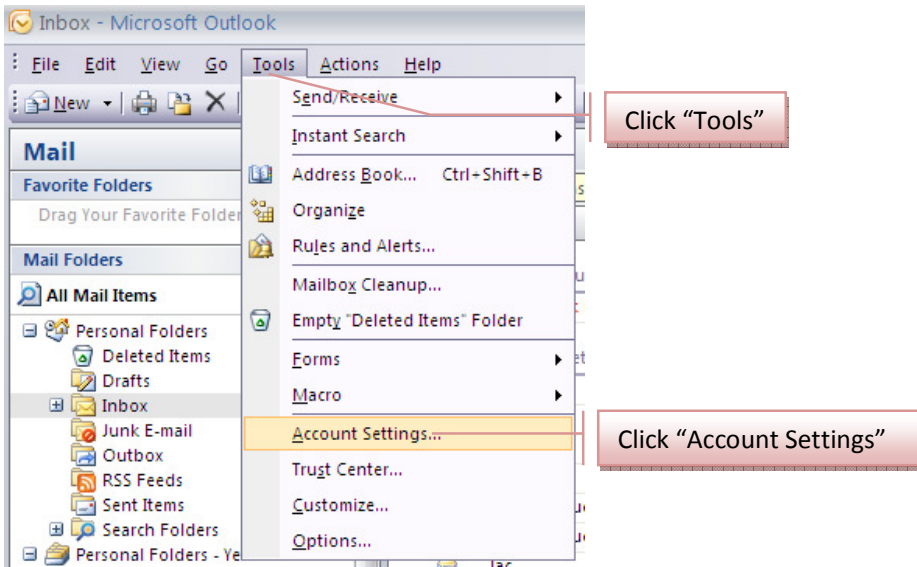 Inbox - Microsoft Outlook
File Edit View Go Tools Actions Help
New
Send/Receive
Click “Tools”
Instant Search
Mail
Address Book... Ctrl+Shift+B
Favorite Folders
Drag Your Favorite Folder
Organize
Rules and Alerts...
Mail Folders
Mailbox Cleanup...
All Mail Items
Empty "Deleted Items" Folder
Personal Folders
Deleted Items
Forms
Drafts
Macro
Inbox
Account Settings...
Click “Account Settings”
Junk E-mail
Outbox
Trust Center...
RSS Feeds
Sent Items
Customize...
Search Folders
Options...
Personal Folders - Ye